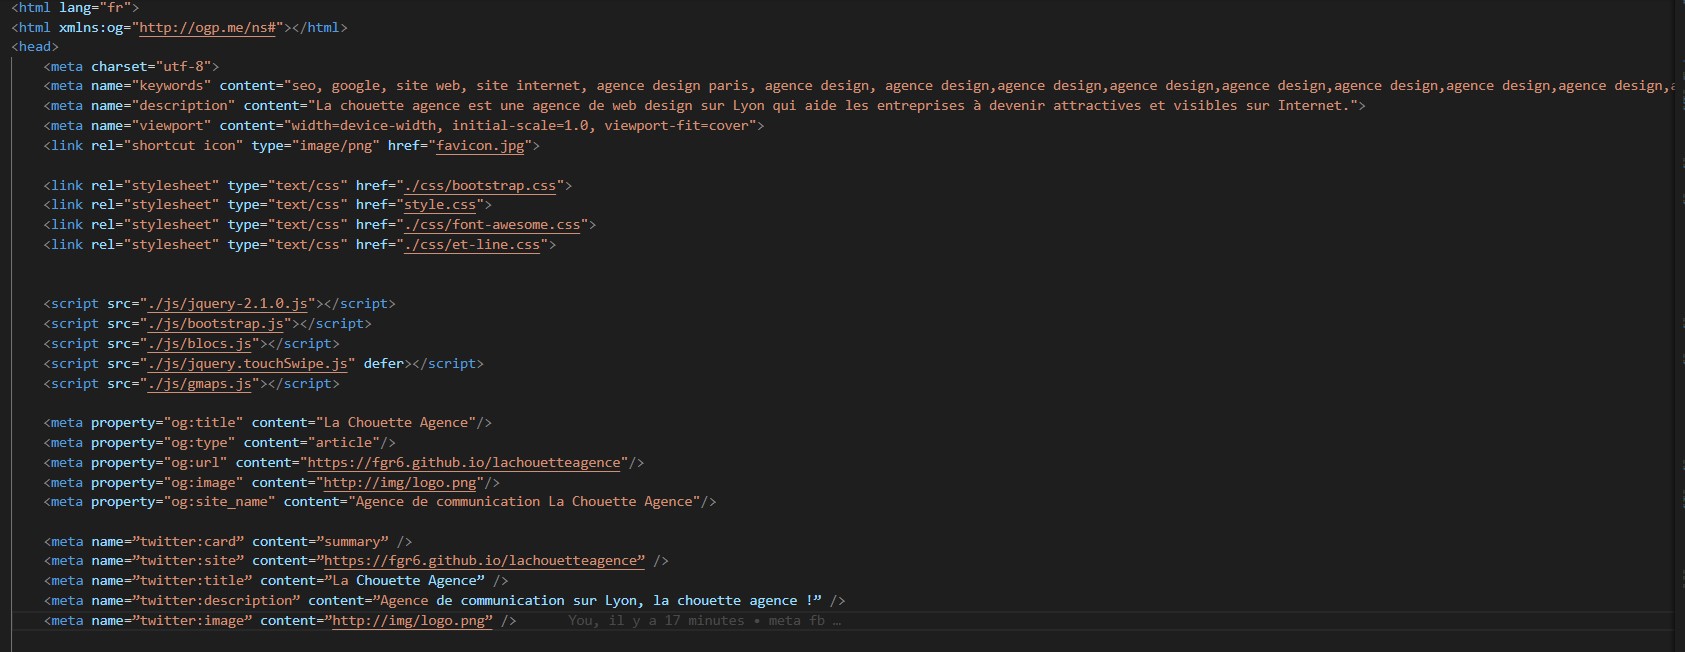 <html lang="fr">
<html xmlns:og="http://ogp.me/ns#"></html>
<head>
<meta charset="utf-8">
<meta name="keywords" content="seo, google, site web, site internet, agence design paris, agence design, agence design,agence design,agence design,agence design,agence design,agence design,agence design,a
<meta name="description" content="La chouette agence est une agence de web design sur Lyon qui aide les entreprises à devenir attractives et visibles sur Internet.">
<meta name="viewport" content="width=device-width, initial-scale=1.0, viewport-fit=cover">
<link rel="shortcut icon" type="image/png" href="favicon.jpg">
<link rel="stylesheet" type="text/css" href="./css/bootstrap.css">
<link rel="stylesheet" type="text/css" href="style.css">
<link rel="stylesheet" type="text/css" href="./css/font-awesome.css">
<link rel="stylesheet" type="text/css" href="./css/et-line.css">
<script src="./js/jquery-2.1.0.js"></script>
<script src="./js/bootstrap.js"></script>
<script src="./js/blocs.js"></script>
<script src="./js/jquery.touchSwipe.js" defer></script>
<script src="./js/gmaps.js"></script>
<meta property="og:title" content="La Chouette Agence"/>
<meta property="og:type" content="article"/>
<meta property="og:url" content="https://fgr6.github.io/lachouetteagence"/>
<meta property="og:image" content="http://img/logo.png"/>
<meta property="og:site_name" content="Agence de communication La Chouette Agence"/>
<meta name=”twitter:card” content=”summary” />
<meta name=”twitter:site” content=”https://fgr6.github.io/lachouetteagence” />
<meta name=”twitter:title” content=”La Chouette Agence” />
<meta name=”twitter:description” content=”Agence de communication sur Lyon, la chouette agence !” />
<meta name=”twitter:image” content=”http://img/logo.png” /> You, il y a 17 minutes • meta fb …